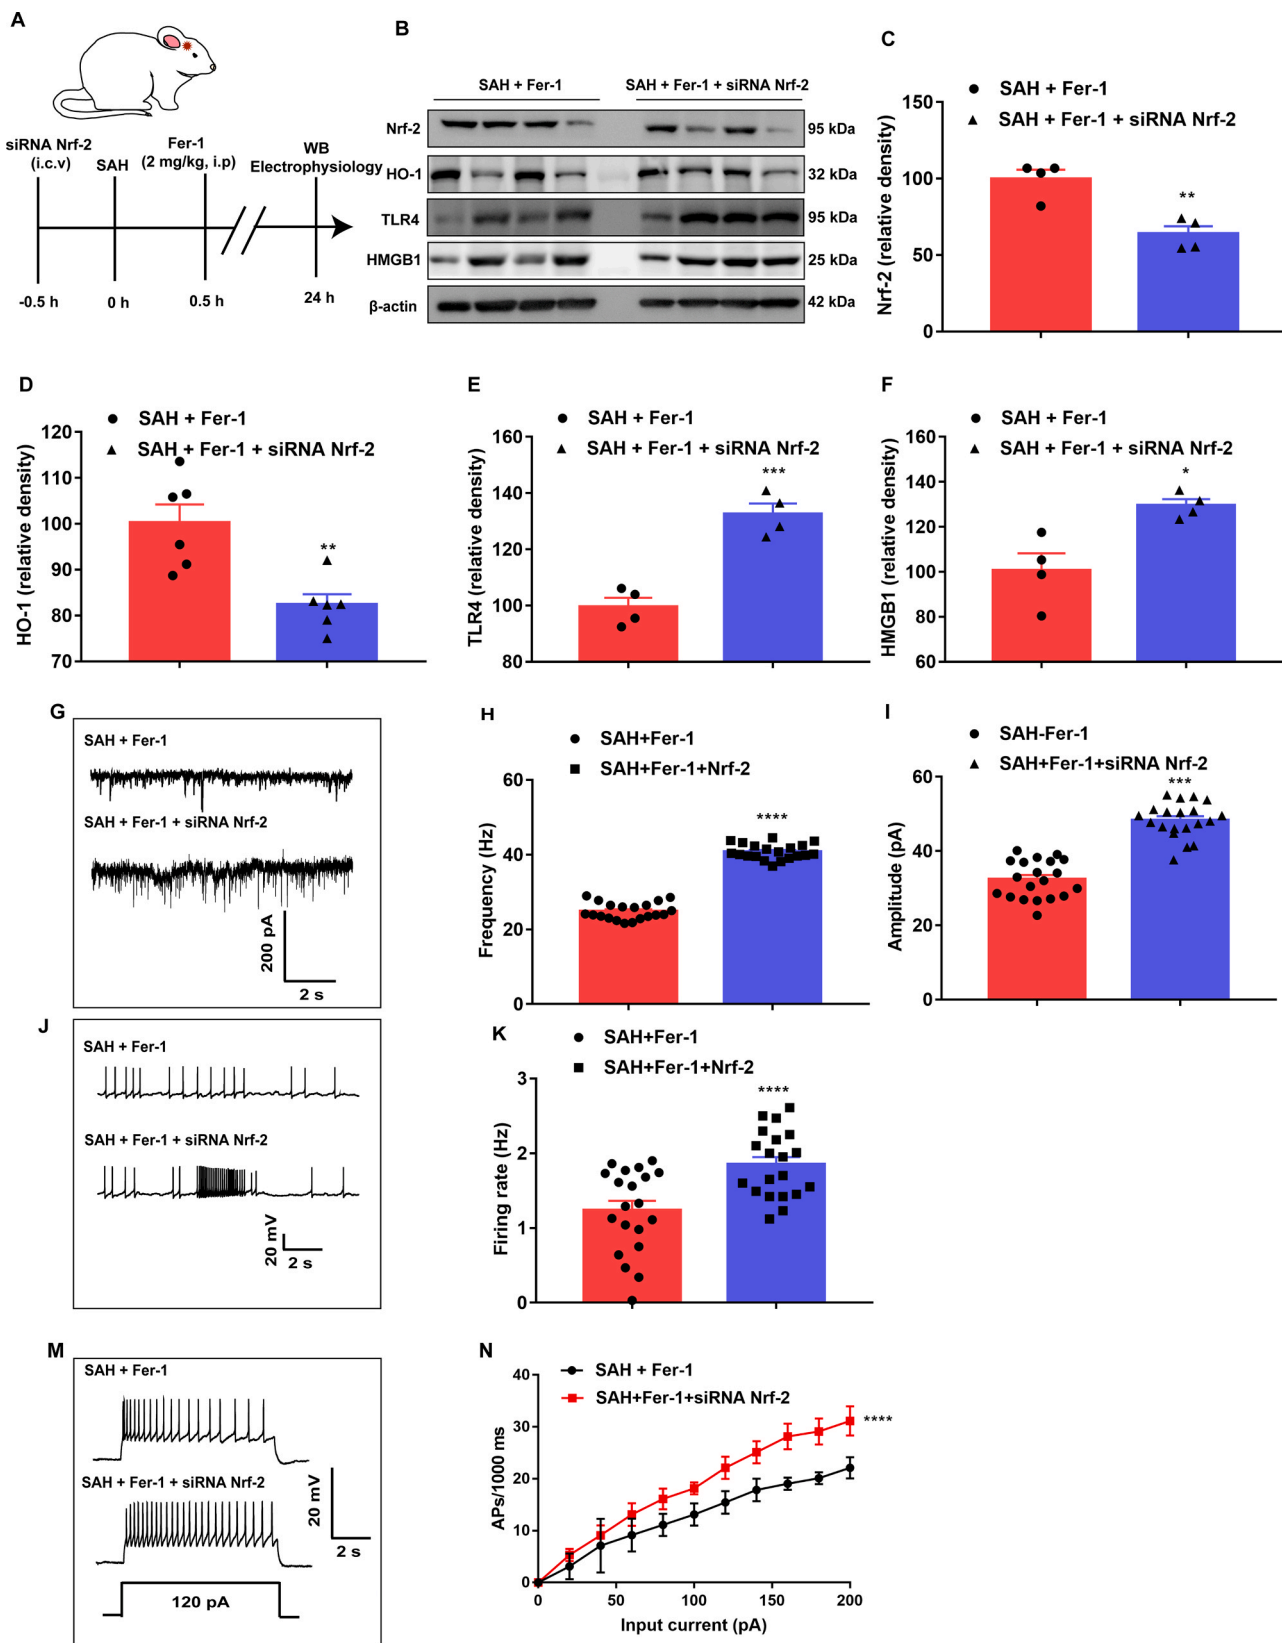 A
siRNA Nrf-2
(i.c.v)
SAH
Fer-1
(2 mg/kg, i.p)
WB
Electrophysiology
-0.5 h
0 h
0.5 h
24 h
B
SAH + Fer-1
SAH + Fer-1 + siRNA Nrf-2
Nrf-2
95 kDa
HO-1
32 kDa
TLR4
95 kDa
HMGB1
25 kDa
β-actin
42 kDa
C
SAH + Fer-1
SAH + Fer-1 + siRNA Nrf-2
Nrf-2 (relative density)
150
100
50
0
**
D
SAH + Fer-1
SAH + Fer-1 + siRNA Nrf-2
HO-1 (relative density)
120
110
100
90
80
70
**
E
SAH + Fer-1
SAH + Fer-1 + siRNA Nrf-2
TLR4 (relative density)
160
140
120
100
80
***
F
SAH + Fer-1
SAH + Fer-1 + siRNA Nrf-2
HMGB1 (relative density)
160
140
120
100
80
60
*
G
SAH + Fer-1
SAH + Fer-1 + siRNA Nrf-2
200 pA
2 s
H
SAH+Fer-1
SAH+Fer-1+Nrf-2
Frequency (Hz)
60
40
20
0
****
I
SAH-Fer-1
SAH+Fer-1+siRNA Nrf-2
Amplitude (pA)
60
40
20
0
***
J
SAH + Fer-1
SAH + Fer-1 + siRNA Nrf-2
20 mV
2 s
K
SAH+Fer-1
SAH+Fer-1+Nrf-2
Firing rate (Hz)
3
2
1
0
****
M
SAH + Fer-1
SAH + Fer-1 + siRNA Nrf-2
20 mV
2 s
120 pA
N
SAH + Fer-1
SAH+Fer-1+siRNA Nrf-2
APs/1000 ms
40
30
20
10
0
****
0
50
100
150
200
Input current (pA)